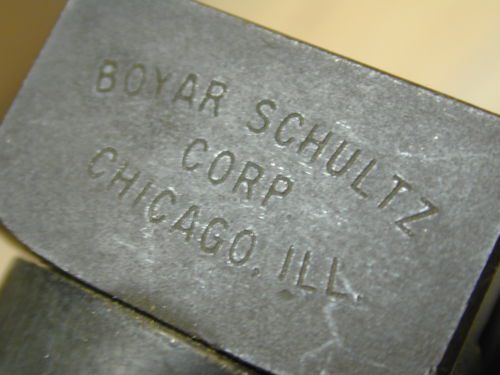 BOYAR SCHULTZ
CORP
CHICAGO, ILL.